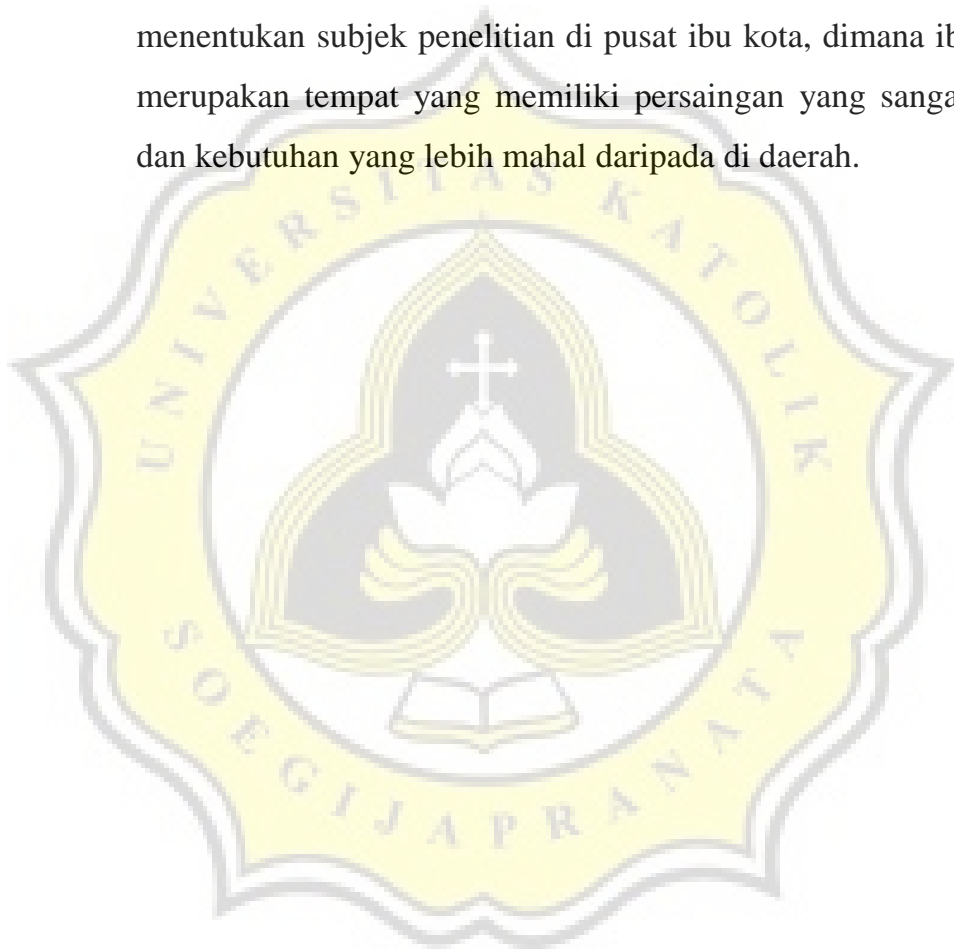 menentukan subjek penelitian di pusat ibu kota, dimana
merupakan tempat yang memiliki persaingan yang
dan kebutuhan yang lebih mahal daripada di daerah.
UNIVERSITAS KATOLIK
SOEGIJAPRANATA